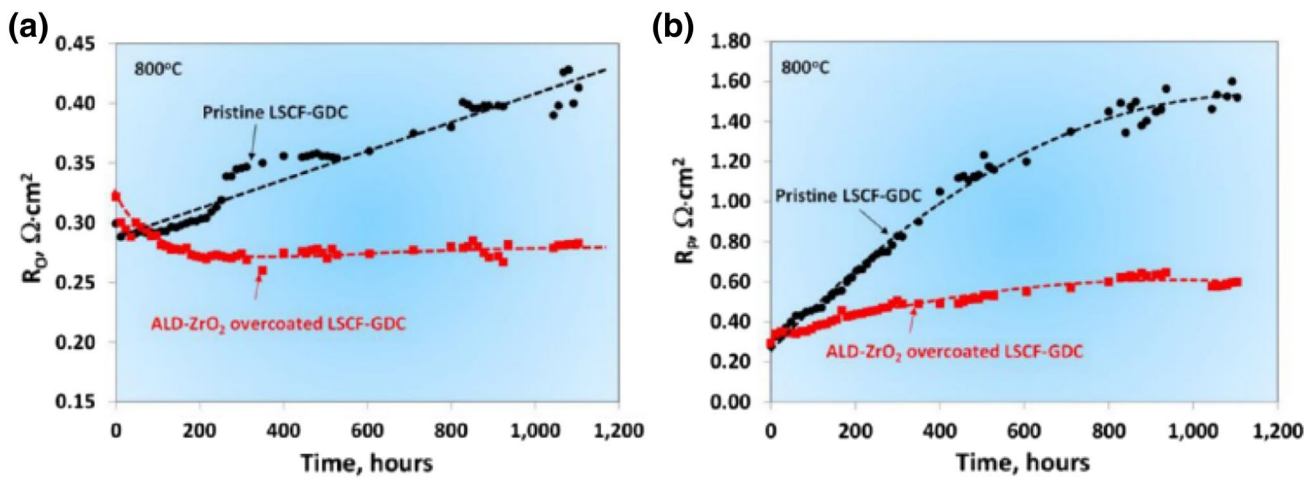 (a)
0.45
0.40
0.35
0.30
0.25
0.20
0.15
R_O, Ω·cm²
800°C
Pristine LSCF-GDC
ALD-ZrO₂ overcoated LSCF-GDC
0 200 400 600 800 1,000 1,200
Time, hours
(b)
1.80
1.60
1.40
1.20
1.00
0.80
0.60
0.40
0.20
0.00
R_p, Ω·cm²
800°C
Pristine LSCF-GDC
ALD-ZrO₂ overcoated LSCF-GDC
0 200 400 600 800 1,000 1,200
Time, hours